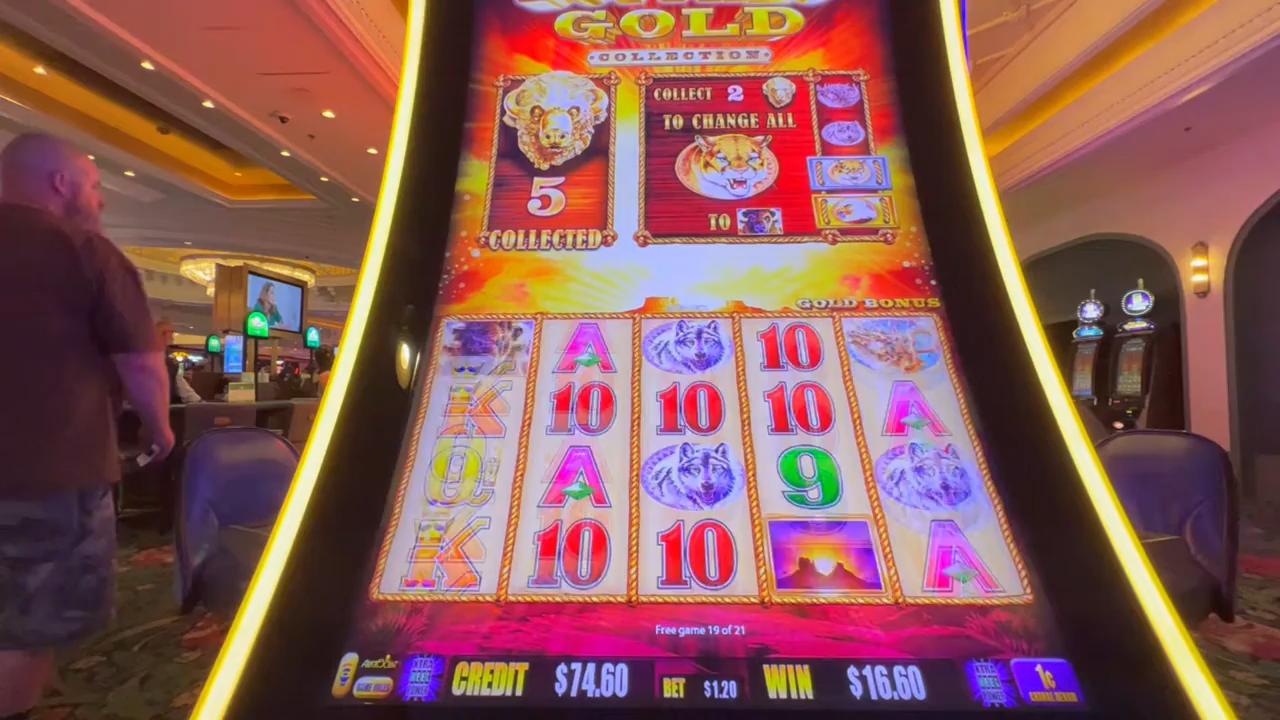 GOLD
COLLECTION
COLLECT 2
TO CHANGE ALL
TO
5
COLLECTED
GOLD BONUS
A 10
K 10 10 10 A
Q A 9
K 10 10 A
Free game 19 of 21
CREDIT $74.60 BET $1.20 WIN $16.60
1¢